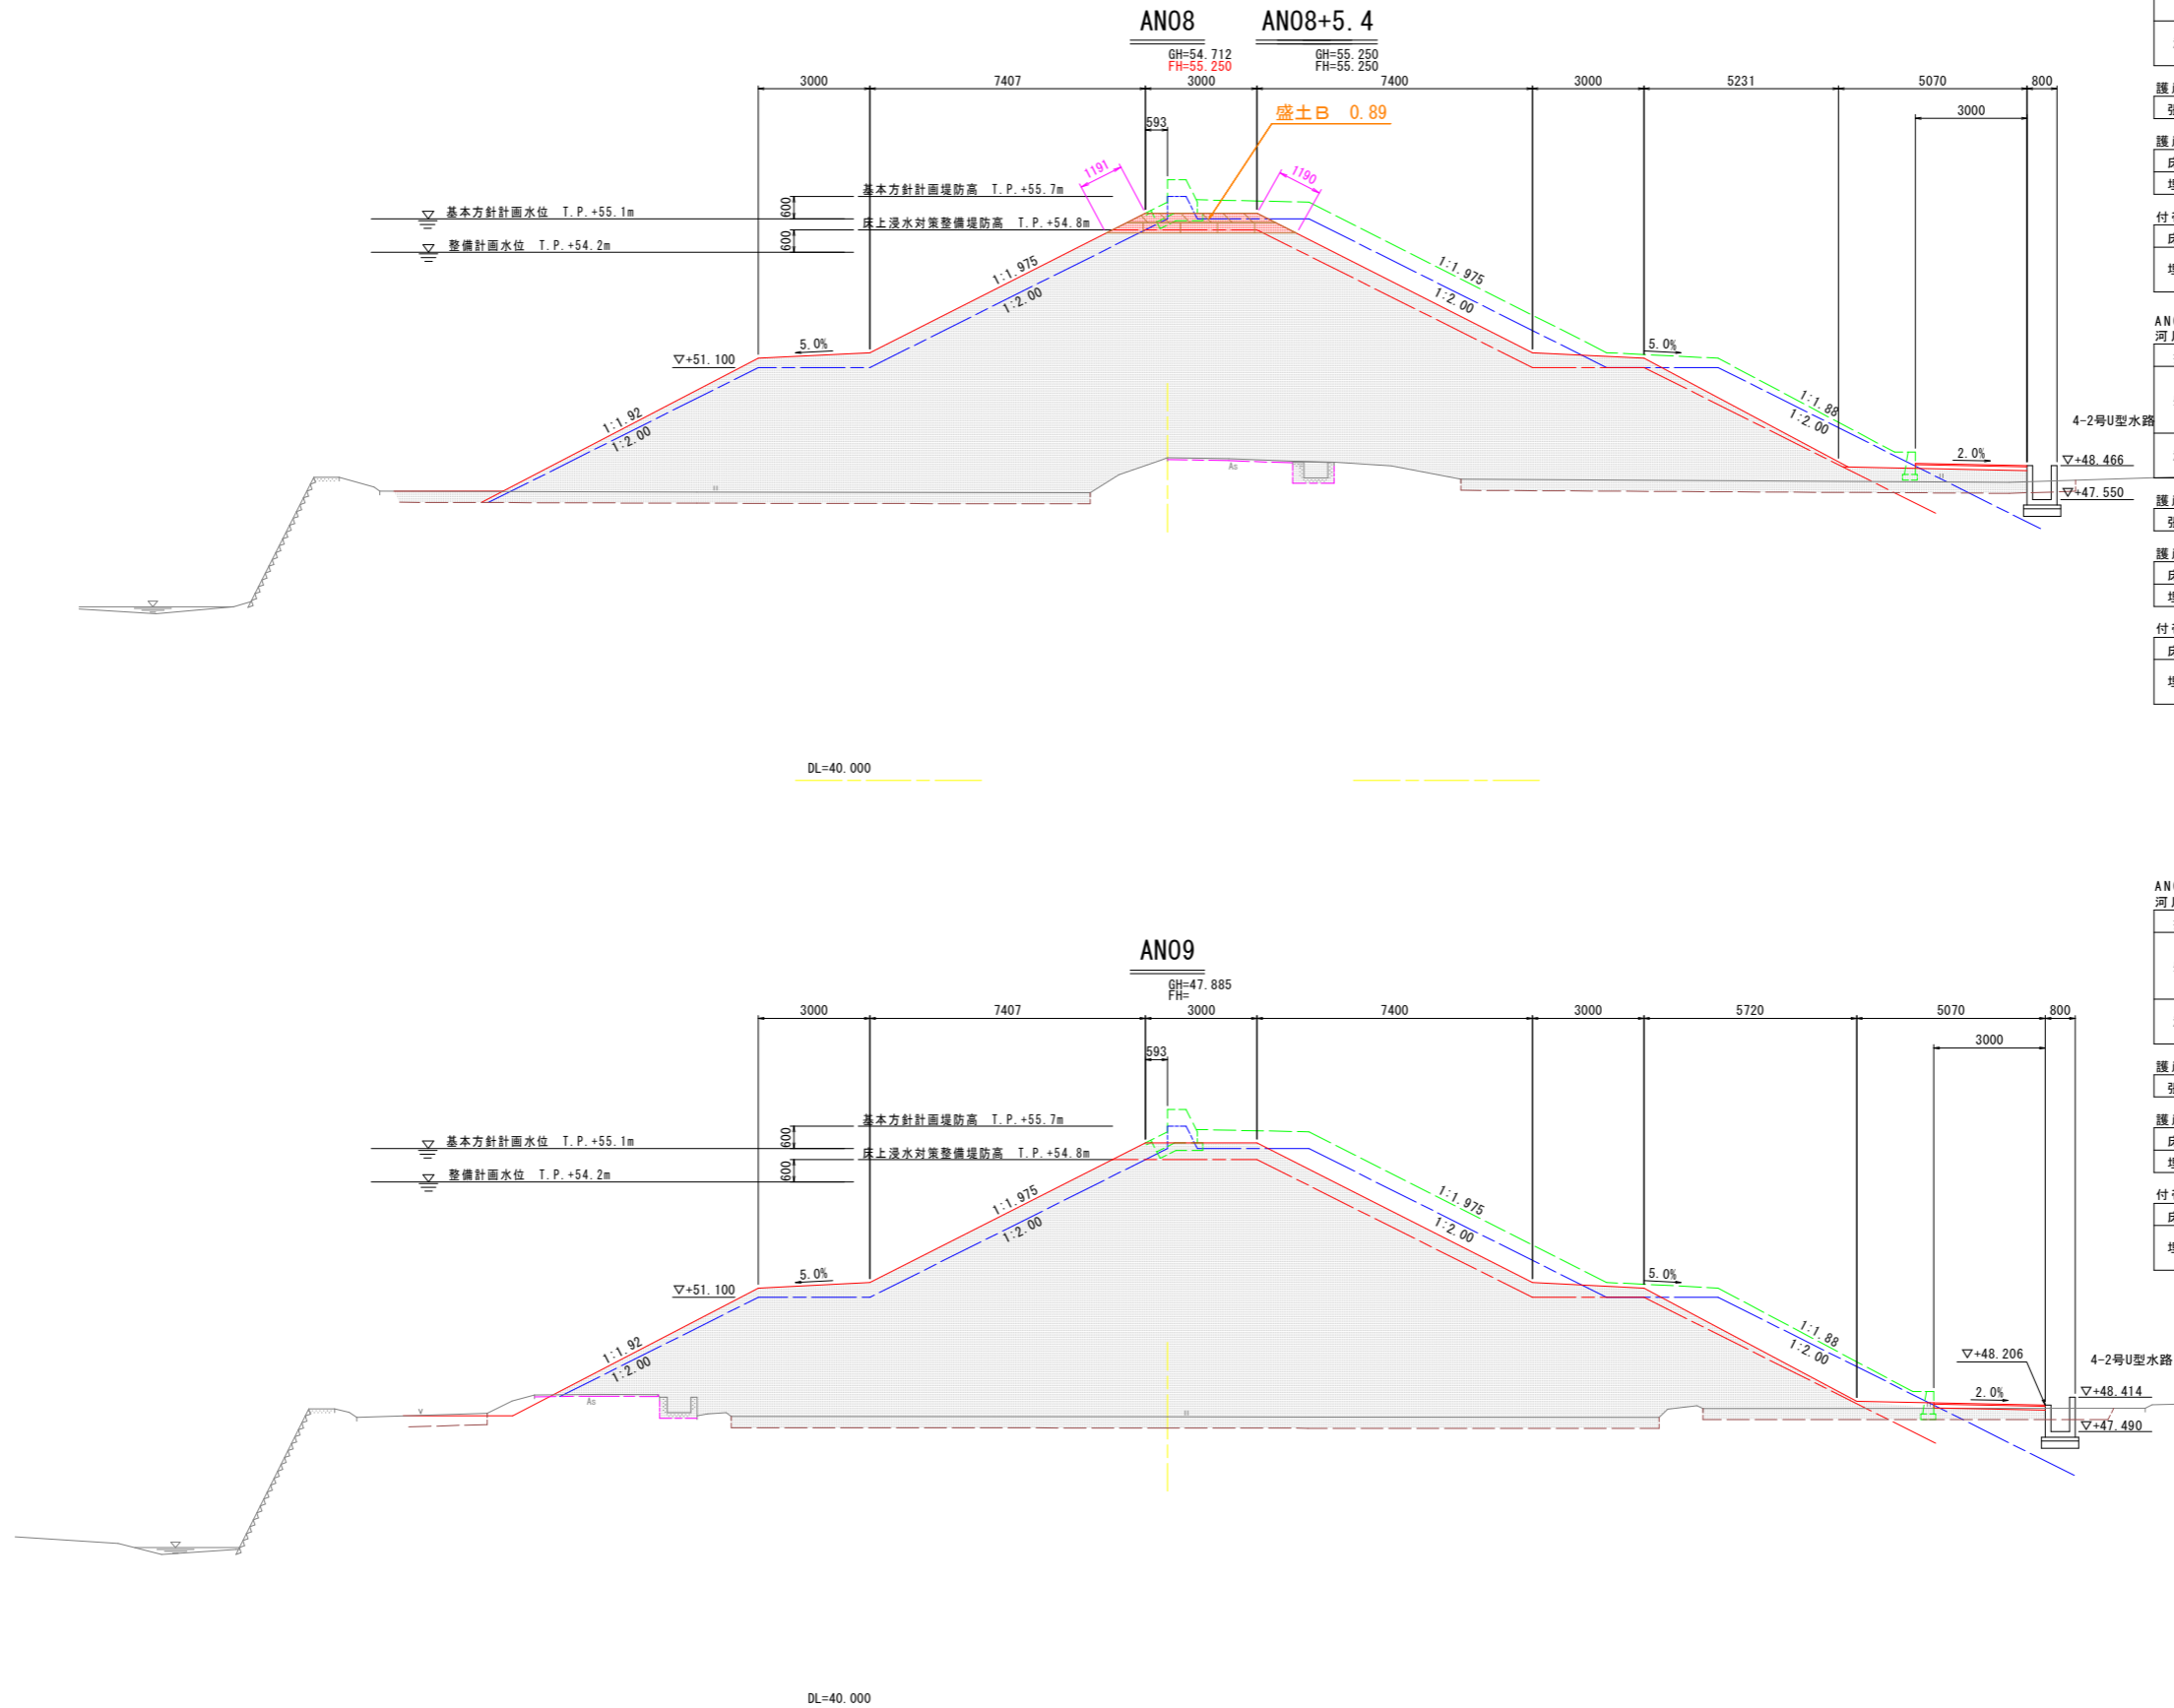 ANO8
ANO8+5.4
GH=54.712
FH=55.250
GH=55.250
FH=55.250
3000
7407
3000
7400
3000
5231
5070
800
593
盛土B 0.89
3000
1191
1190
基本方針計画堤防高 T.P.+55.7m
基本方針計画水位 T.P.+55.1m
600
床上浸水対策整備堤防高 T.P.+54.8m
整備計画水位 T.P.+54.2m
600
1:1.975
1:2.00
1:1.975
1:2.00
5.0%
5.0%
▽+51.100
1:1.92
1:2.00
1:1.88
1:2.00
4-2号U型水路
2.0%
▽+48.466
▽+47.550
As
DL=40.000
ANO9
GH=47.885
FH=
3000
7407
3000
7400
3000
5720
5070
800
593
3000
基本方針計画堤防高 T.P.+55.7m
基本方針計画水位 T.P.+55.1m
600
床上浸水対策整備堤防高 T.P.+54.8m
整備計画水位 T.P.+54.2m
600
1:1.975
1:2.00
1:1.975
1:2.00
5.0%
5.0%
▽+51.100
1:1.92
1:2.00
1:1.88
1:2.00
▽+48.206
4-2号U型水路
2.0%
▽+48.414
▽+47.490
As
DL=40.000